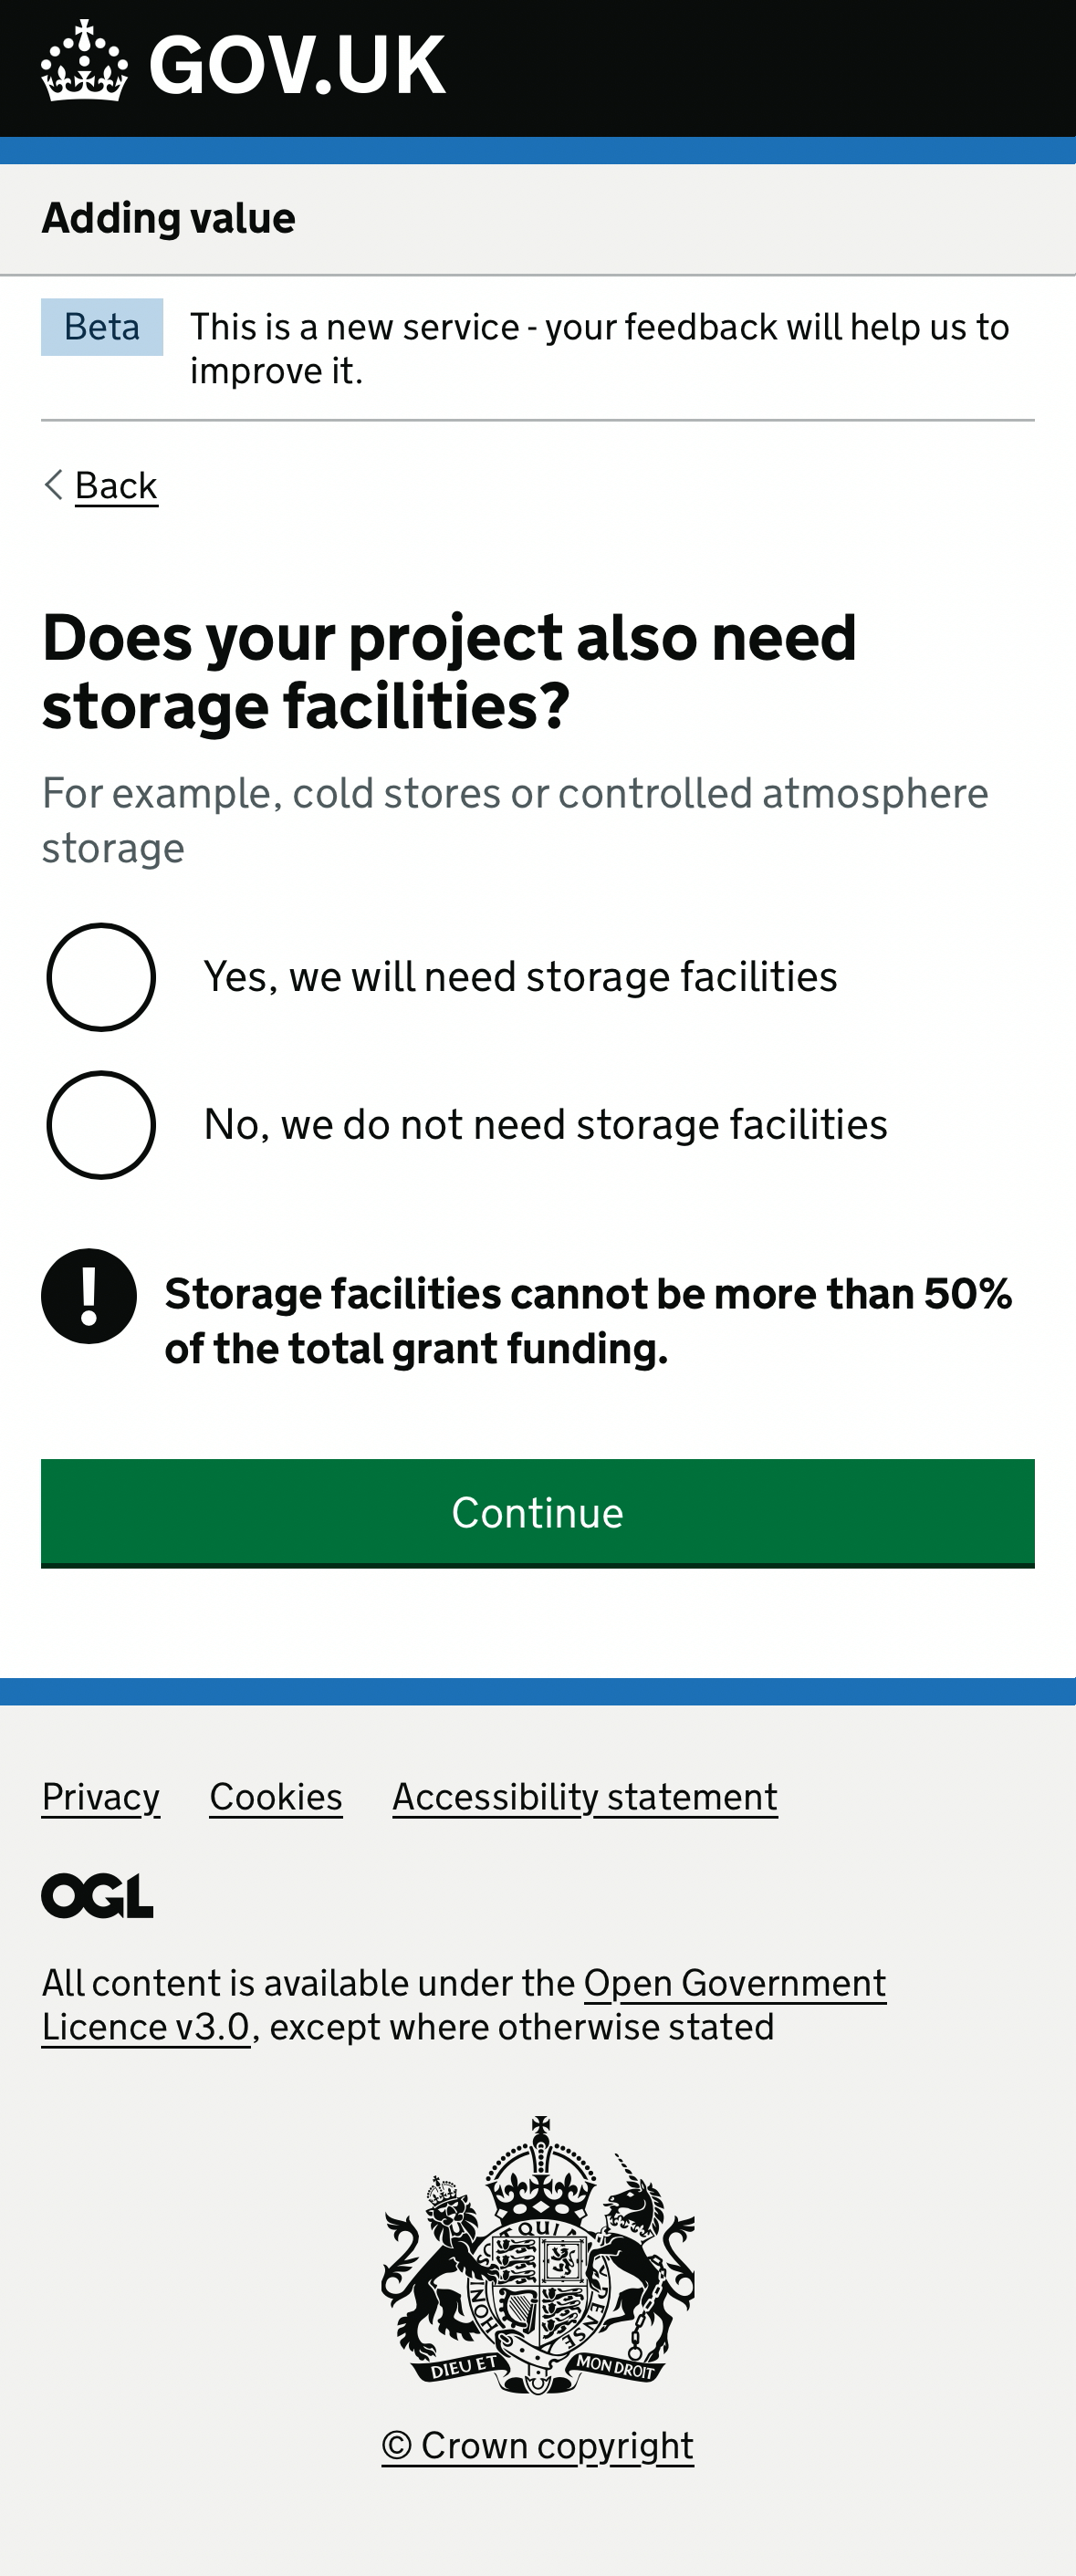 GOV.UK
Adding value
Beta
This is a new service - your feedback will help us to
improve it.
Back
Does your project also need
storage facilities?
For example, cold stores or controlled atmosphere
storage
Yes, we will need storage facilities
No, we do not need storage facilities
!
Storage facilities cannot be more than 50%
of the total grant funding.
Continue
Privacy Cookies Accessibility statement
OGL
All content is available under the Open Government
Licence v3.0, except where otherwise stated
QUI
HONI
PENSE
DIEU ET MON DROIT
© Crown copyright